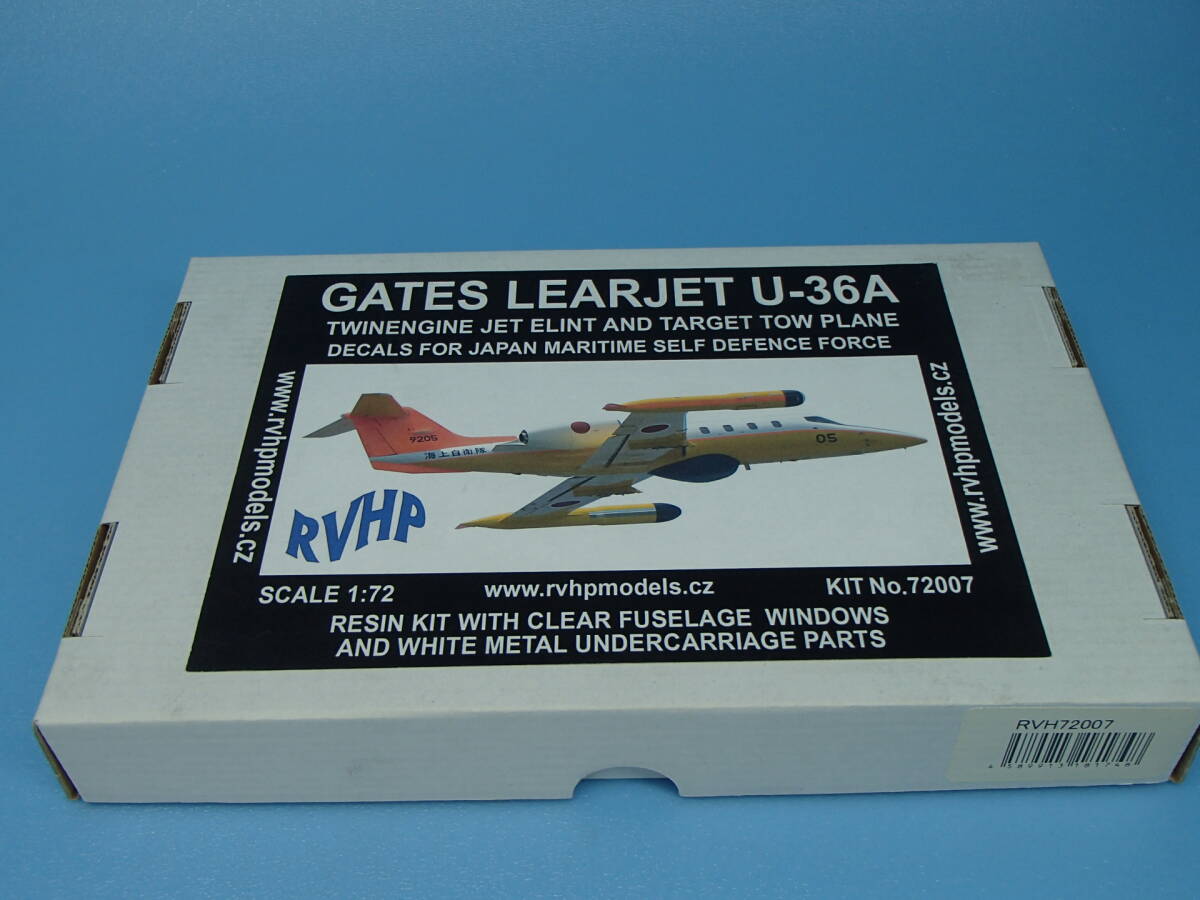 GATES LEARJET U-36A
TWINENGINE JET ELINT AND TARGET TOW PLANE
DECALS FOR JAPAN MARITIME SELF DEFENCE FORCE
www.rvhpmodels.cz
9205
海上自衛隊
05
www.rvhpmodels.cz
RVHP
SCALE 1:72
www.rvhpmodels.cz
KIT No.72007
RESIN KIT WITH CLEAR FUSELAGE WINDOWS
AND WHITE METAL UNDERCARRIAGE PARTS
RVH72007
4589913181748